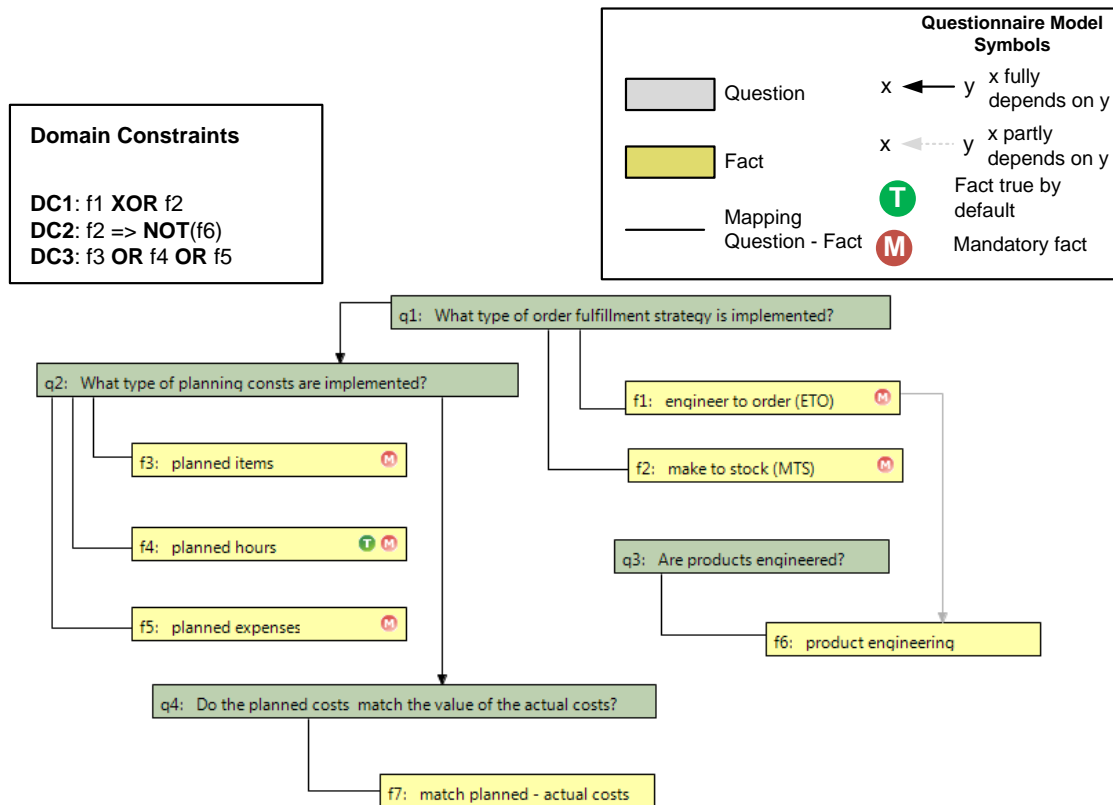 Questionnaire Model
Symbols
Question
x y x fully
depends on y
Fact
x y x partly
depends on y
Mapping
Question - Fact
T Fact true by
default
M Mandatory fact
Domain Constraints
DC1: f1 XOR f2
DC2: f2 => NOT(f6)
DC3: f3 OR f4 OR f5
q1: What type of order fulfillment strategy is implemented?
q2: What type of planning consts are implemented?
f1: engineer to order (ETO) M
f3: planned items M
f2: make to stock (MTS) M
f4: planned hours T M
q3: Are products engineered?
f5: planned expenses M
f6: product engineering
q4: Do the planned costs match the value of the actual costs?
f7: match planned - actual costs